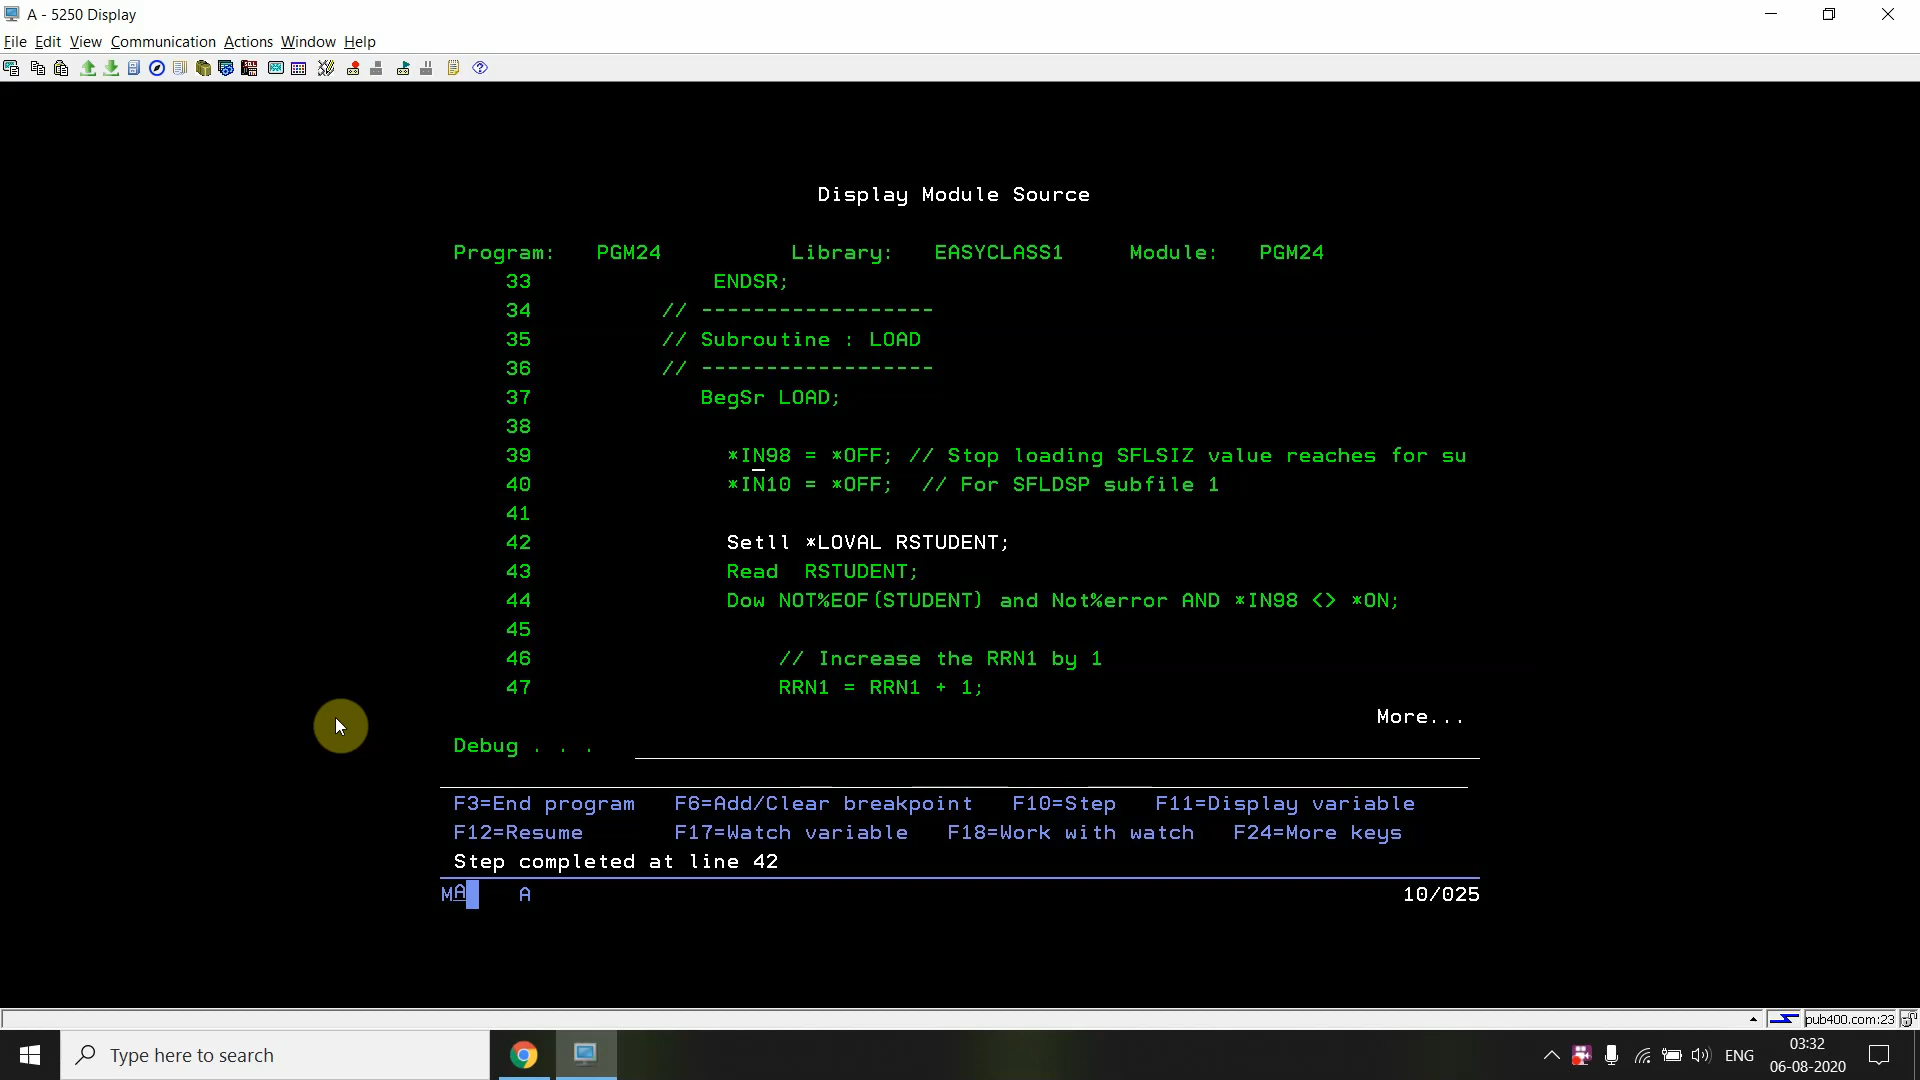 A - 5250 Display
File Edit View Communication Actions Window Help
Display Module Source
Program: PGM24 Library: EASYCLASS1 Module: PGM24
33 ENDSR;
34 // ------------------
35 // Subroutine : LOAD
36 // ------------------
37 BegSr LOAD;
38
39 *IN98 = *OFF; // Stop loading SFLSIZ value reaches for su
40 *IN10 = *OFF; // For SFLDSP subfile 1
41
42 Setll *LOVAL RSTUDENT;
43 Read RSTUDENT;
44 Dow NOT%EOF(STUDENT) and Not%error AND *IN98 <> *ON;
45
46 // Increase the RRN1 by 1
47 RRN1 = RRN1 + 1;
More...
Debug . . .
F3=End program F6=Add/Clear breakpoint F10=Step F11=Display variable
F12=Resume F17=Watch variable F18=Work with watch F24=More keys
Step completed at line 42
MA A 10/025
pub400.com:23
Type here to search
ENG
03:32
06-08-2020